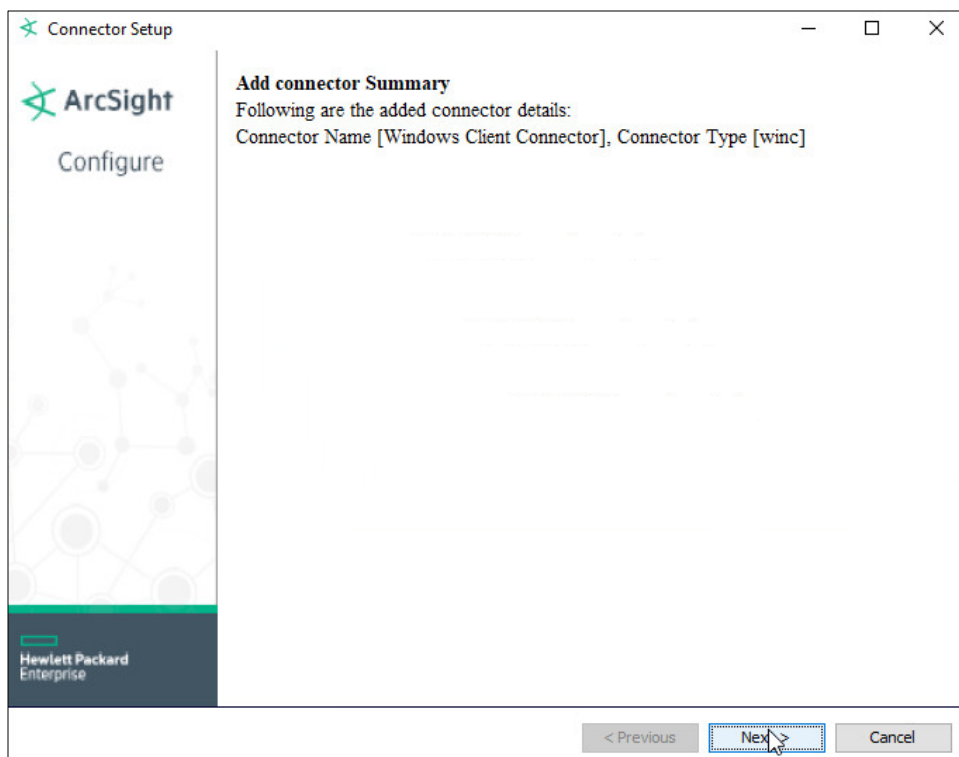 Connector Setup
ArcSight
Configure
Add connector Summary
Following are the added connector details:
Connector Name [Windows Client Connector], Connector Type [winc]
Hewlett Packard
Enterprise
< Previous
Next >
Cancel